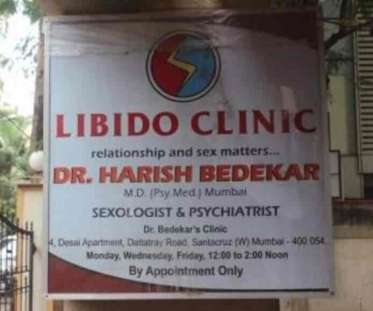 LIBIDO CLINIC
relationship and sex matters...
DR. HARISH BEDEKAR
M.D. (Psy.Med.) Mumbai
SEXOLOGIST & PSYCHIATRIST
Dr. Bedekar's Clinic
4, Desai Apartment, Dattatray Road, Santacruz (W) Mumbai - 400 054.
Monday, Wednesday, Friday, 12:00 to 2:00 Noon
By Appointment Only